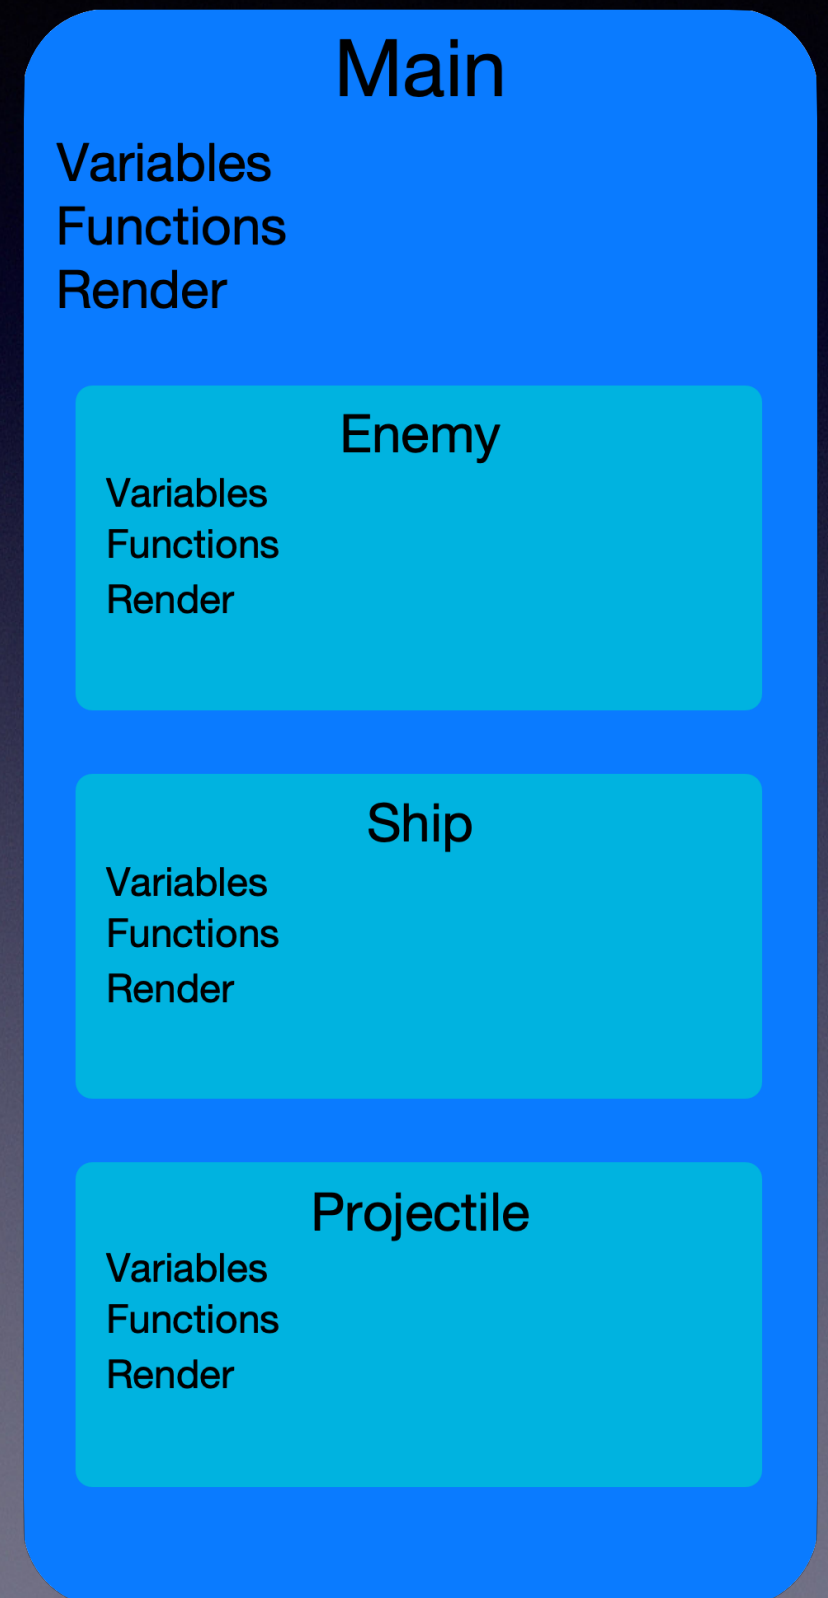 Main
Variables
Functions
Render
Enemy
Variables
Functions
Render
Ship
Variables
Functions
Render
Projectile
Variables
Functions
Render